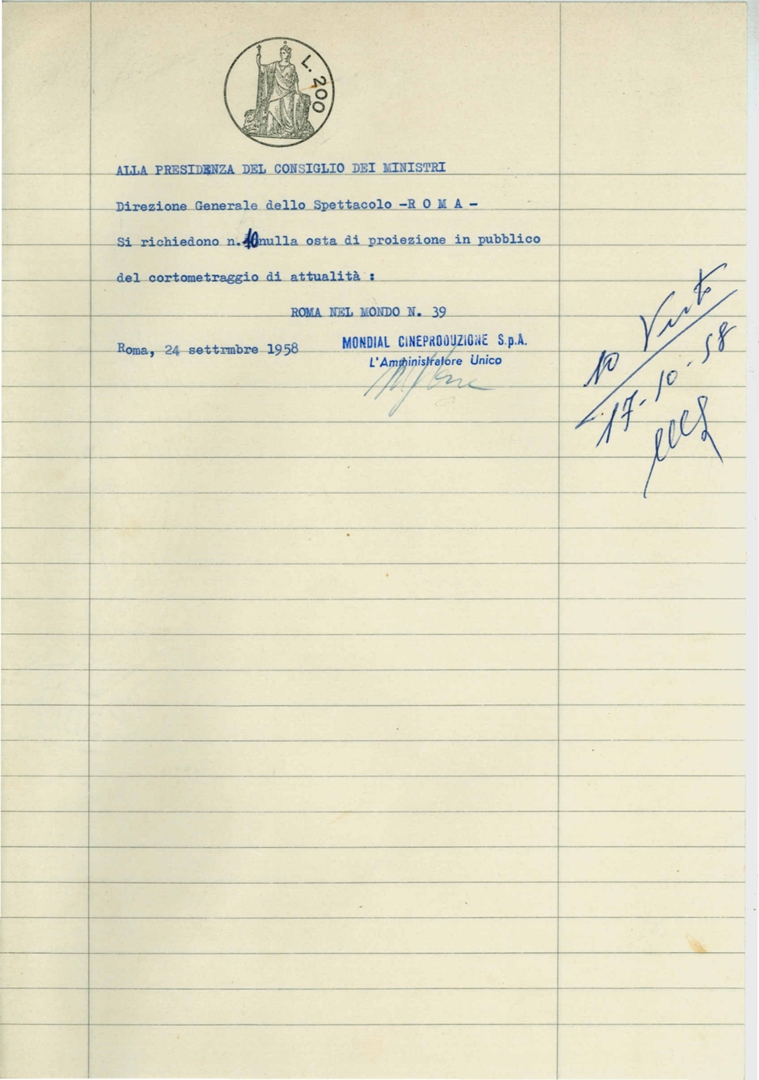 L. 200
ALLA PRESIDENZA DEL CONSIGLIO DEI MINISTRI
Direzione Generale dello Spettacolo -R O M A -
Si richiedono n.10 nulla osta di proiezione in pubblico
del cortometraggio di attualità :
ROMA NEL MONDO N. 39
Roma, 24 settrmbre 1958
MONDIAL CINEPRODUZIONE S.p.A.
L'Amministratore Unico
10 Visto
17-10-58